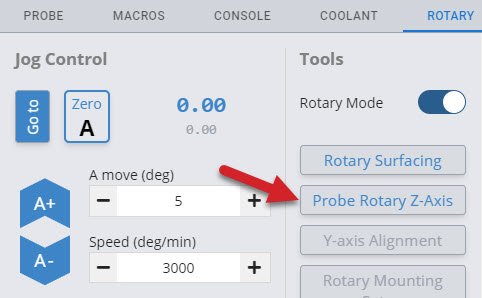 PROBE MACROS CONSOLE COOLANT ROTARY
Jog Control
Go to
Zero
A
0.00
0.00
A move (deg)
− 5 +
A+
A-
Speed (deg/min)
− 3000 +
Tools
Rotary Mode
Rotary Surfacing
Probe Rotary Z-Axis
Y-axis Alignment
Rotary Mounting